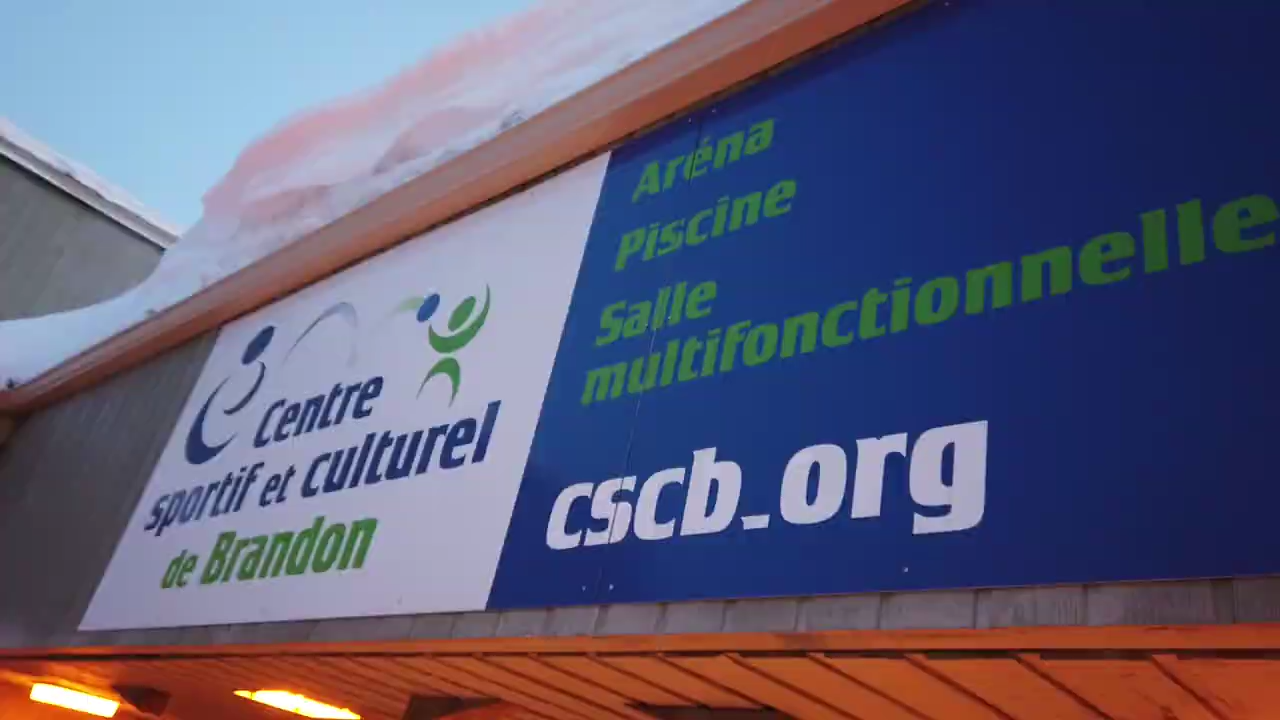 Centre
sportif et culturel
de Brandon
Aréna
Piscine
Salle
multifonctionnelle
cscb.org